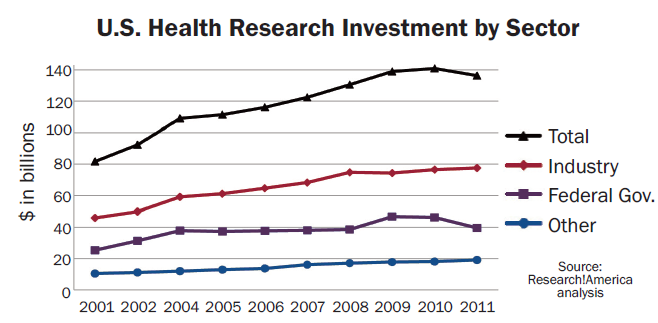 U.S. Health Research Investment by Sector
$ in billions
140
120
100
80
60
40
20
0
2001 2002 2004 2005 2006 2007 2008 2009 2010 2011
Total
Industry
Federal Gov.
Other
Source:
Research!America
analysis